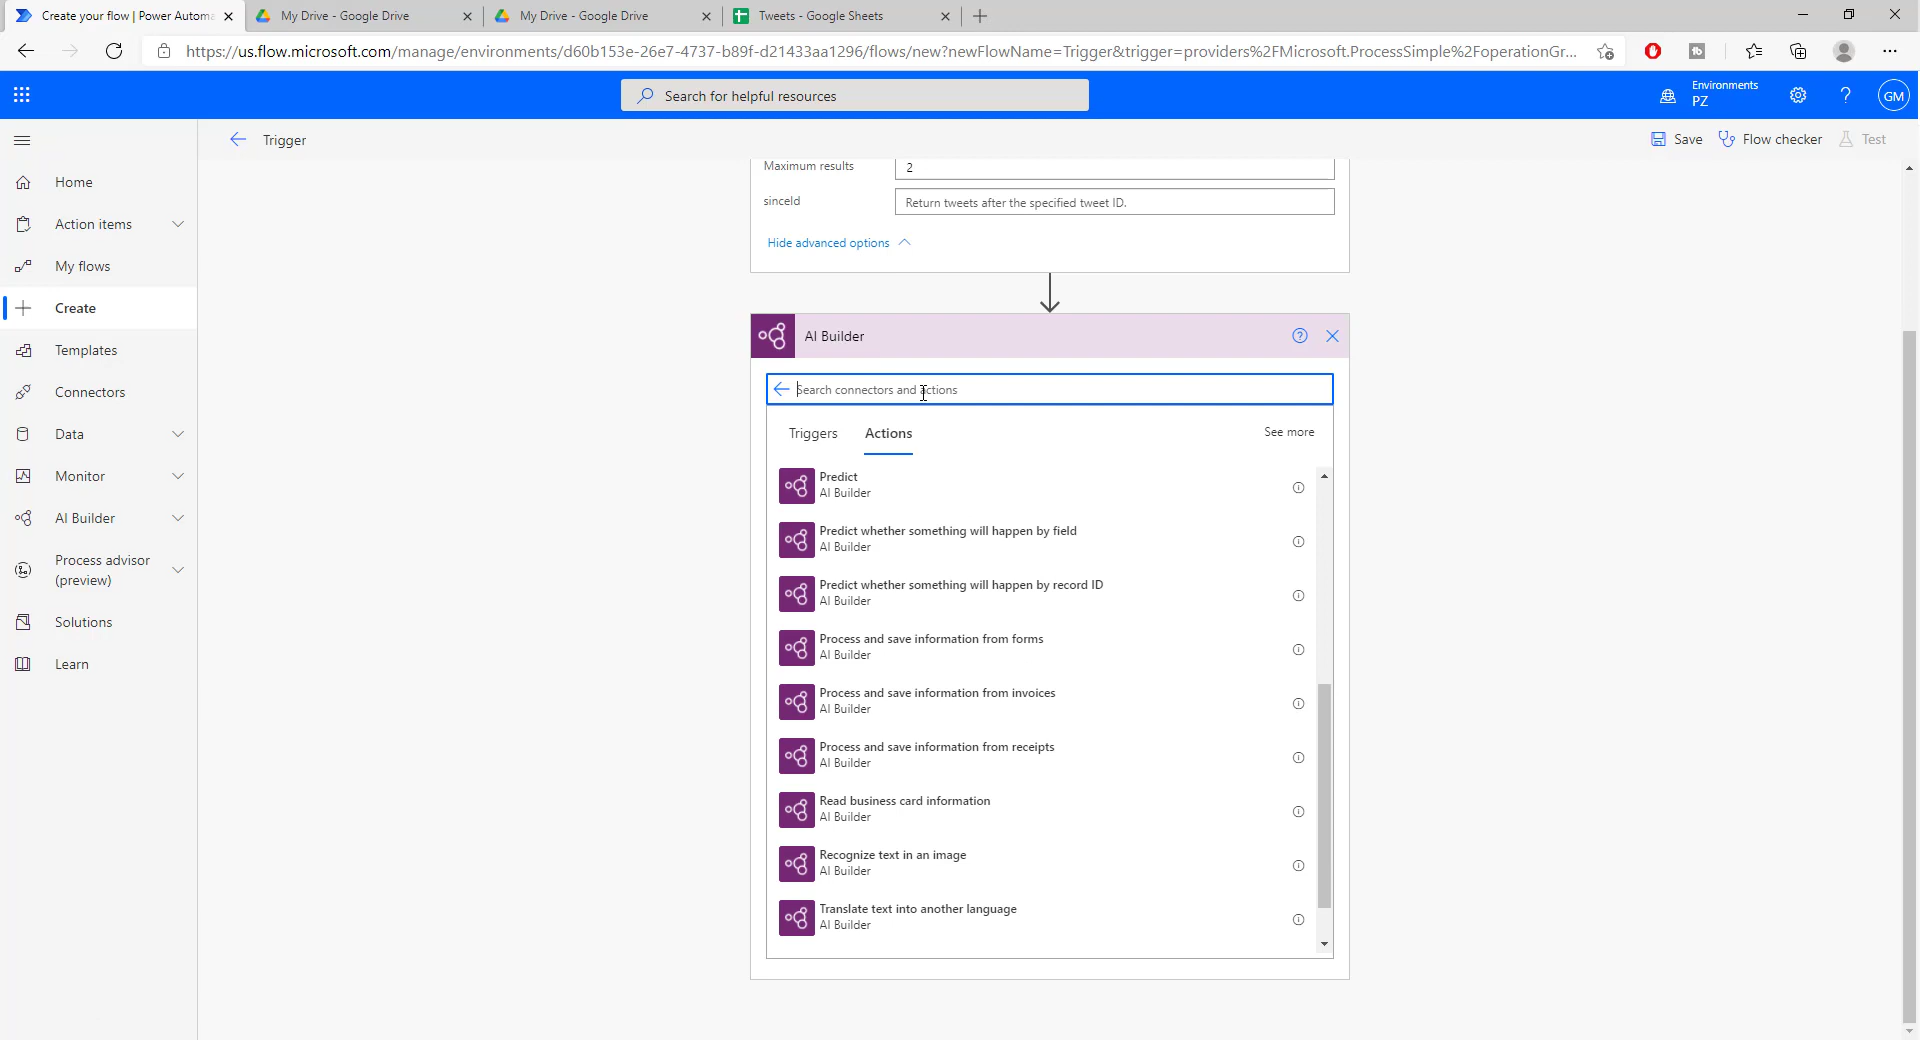 Create your flow | Power Automa
My Drive - Google Drive
My Drive - Google Drive
Tweets - Google Sheets
https://us.flow.microsoft.com/manage/environments/d60b153e-26e7-4737-b89f-d21433aa1296/flows/new?newFlowName=Trigger&trigger=providers%2FMicrosoft.ProcessSimple%2FoperationGr...
Search for helpful resources
Environments
PZ
GM
Trigger
Save
Flow checker
Test
Home
Action items
My flows
Create
Templates
Connectors
Data
Monitor
AI Builder
Process advisor
(preview)
Solutions
Learn
Maximum results
2
sinceId
Return tweets after the specified tweet ID.
Hide advanced options
AI Builder
Search connectors and actions
Triggers
Actions
See more
Predict
AI Builder
Predict whether something will happen by field
AI Builder
Predict whether something will happen by record ID
AI Builder
Process and save information from forms
AI Builder
Process and save information from invoices
AI Builder
Process and save information from receipts
AI Builder
Read business card information
AI Builder
Recognize text in an image
AI Builder
Translate text into another language
AI Builder